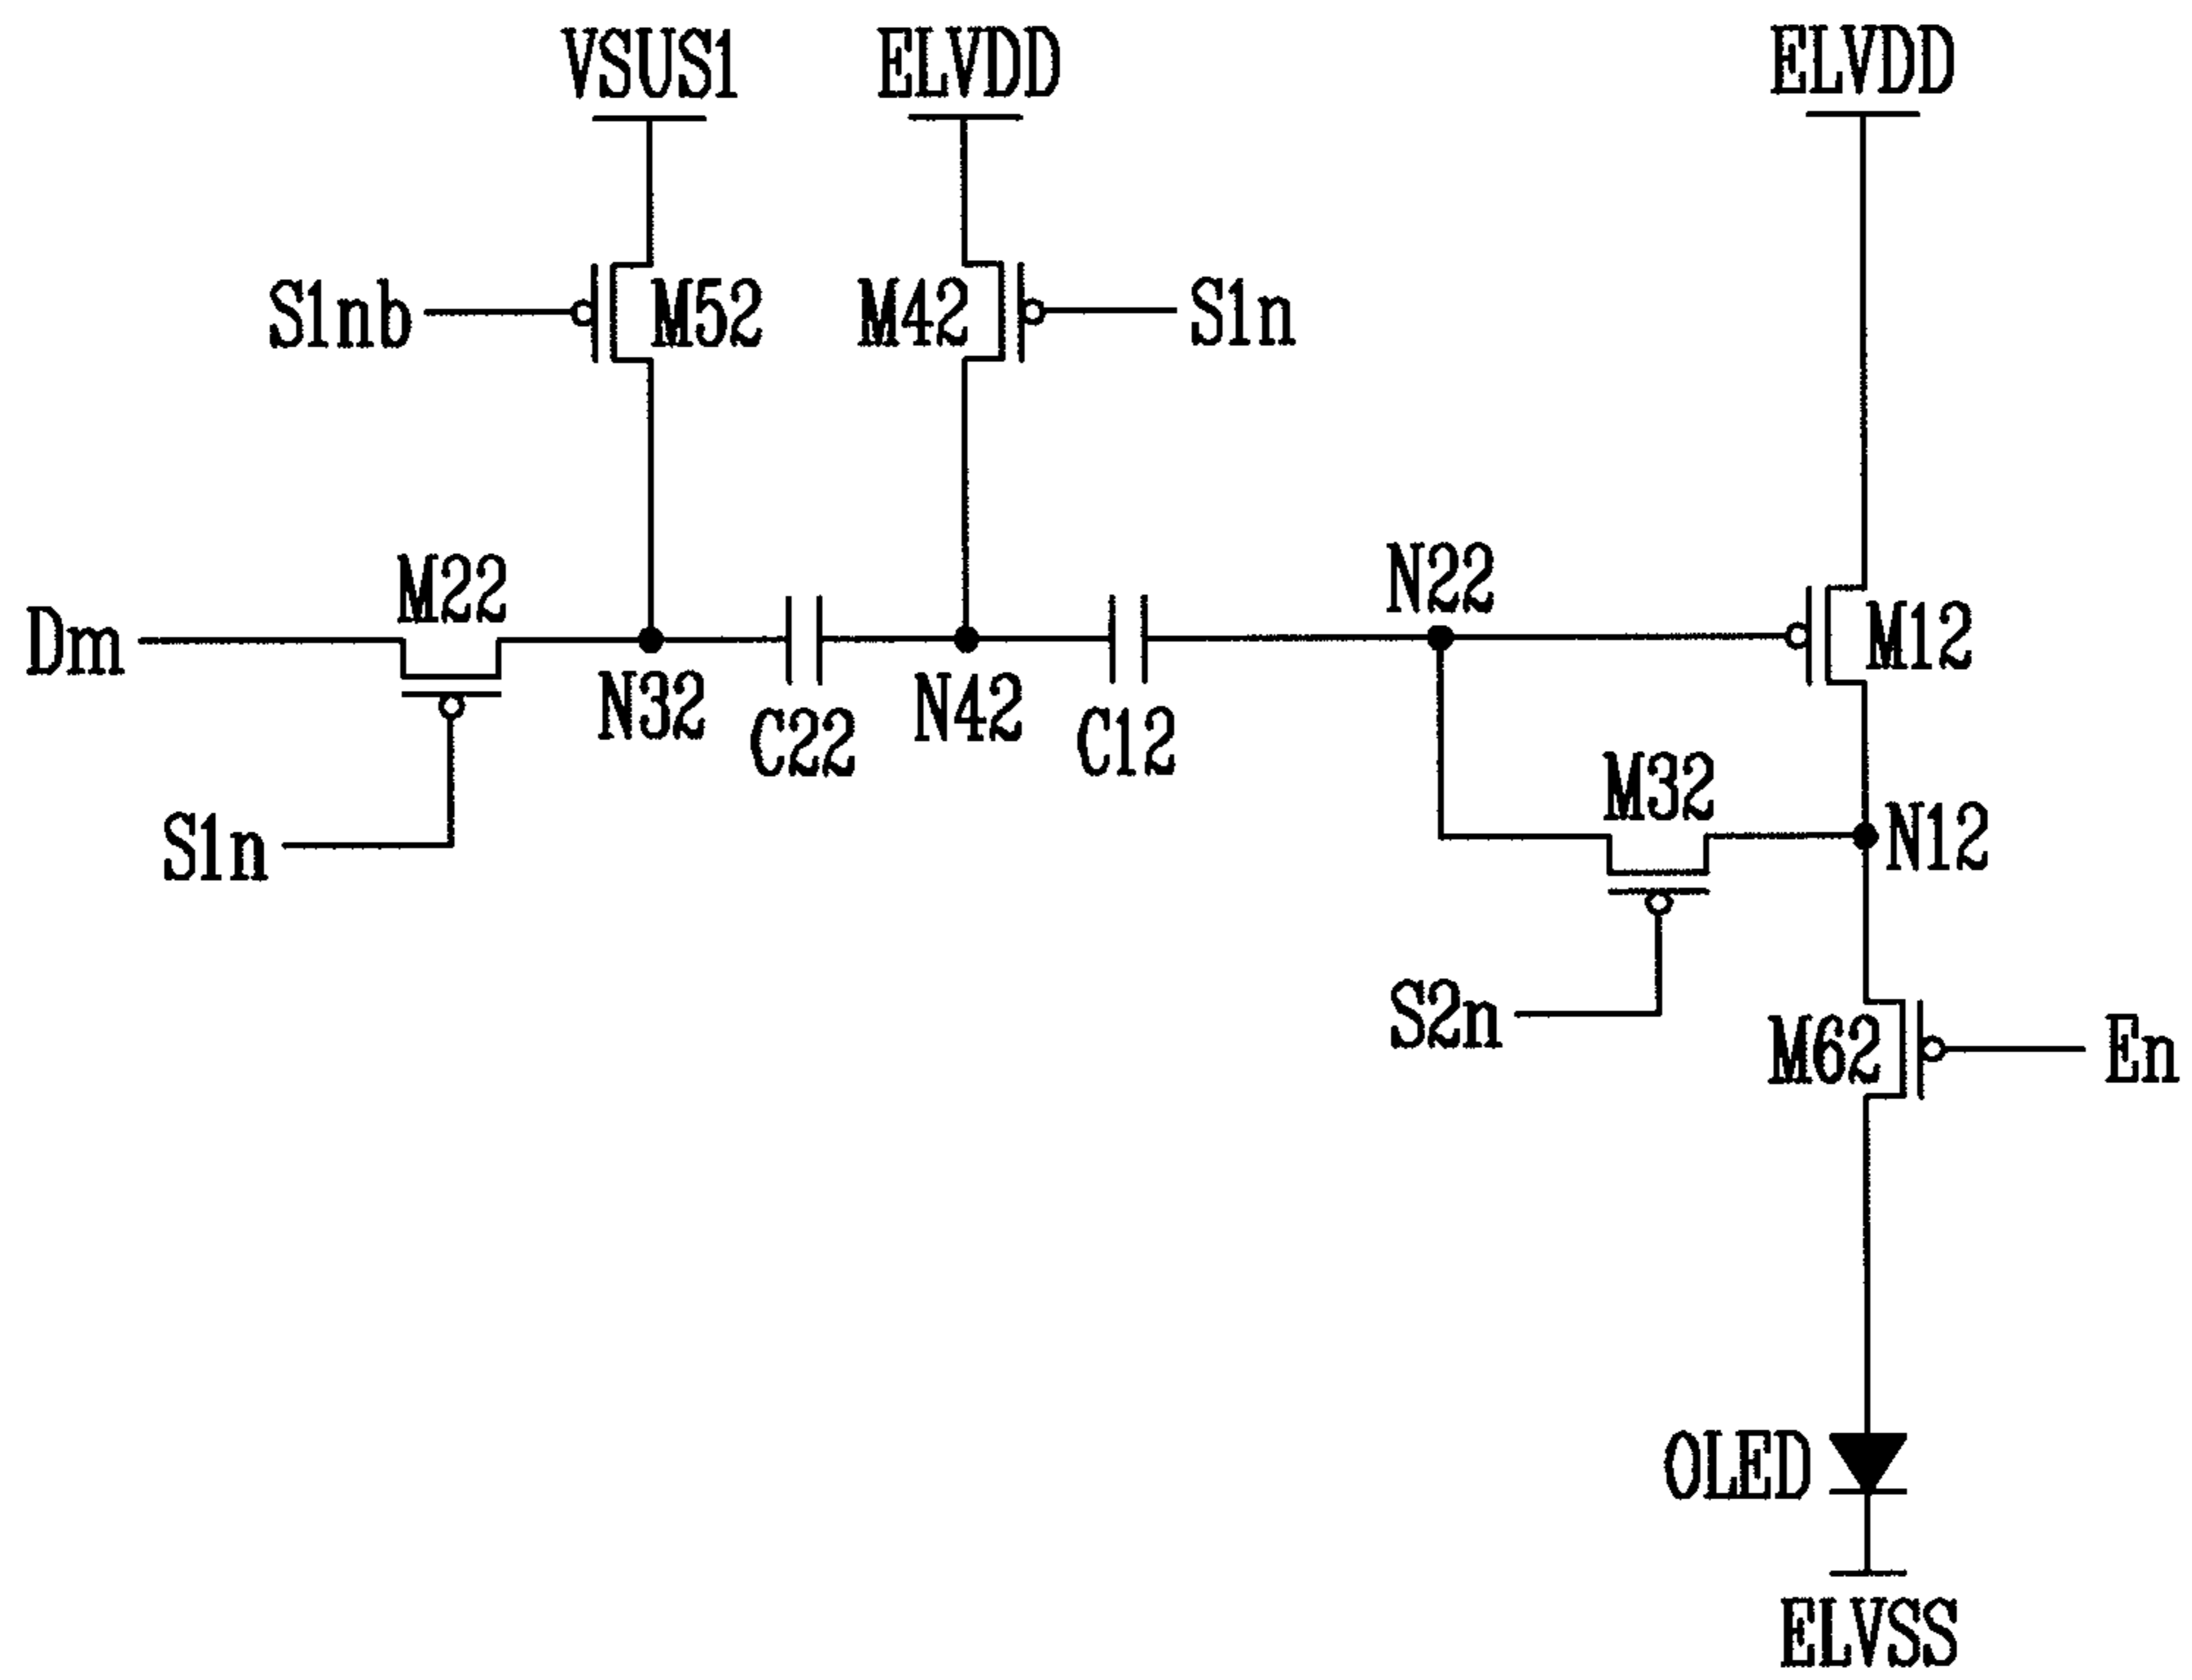 VSUS1 ELVDD ELVDD
S1nb M52 M42 S1n
M22 N22
Dm M12
N32 C22 N42 C12
M32
S1n N12
S2n M62 En
OLED
ELVSS